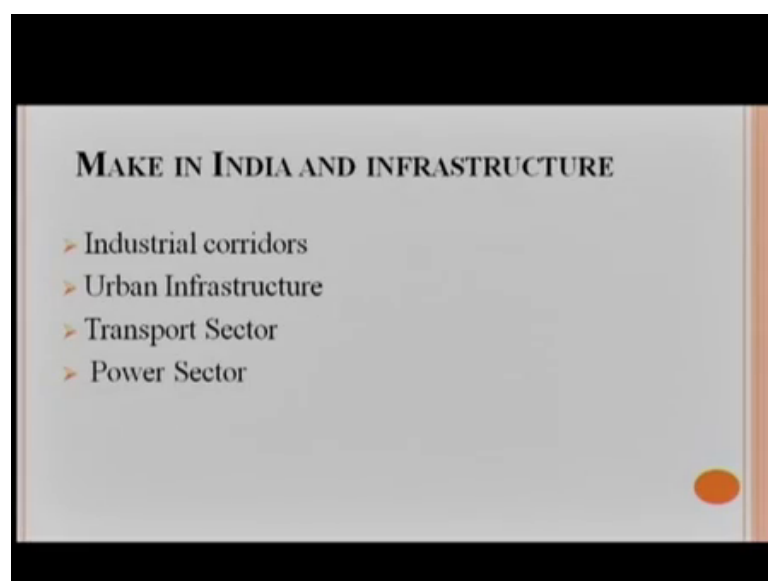 MAKE IN INDIA AND INFRASTRUCTURE
Industrial corridors
Urban Infrastructure
Transport Sector
Power Sector